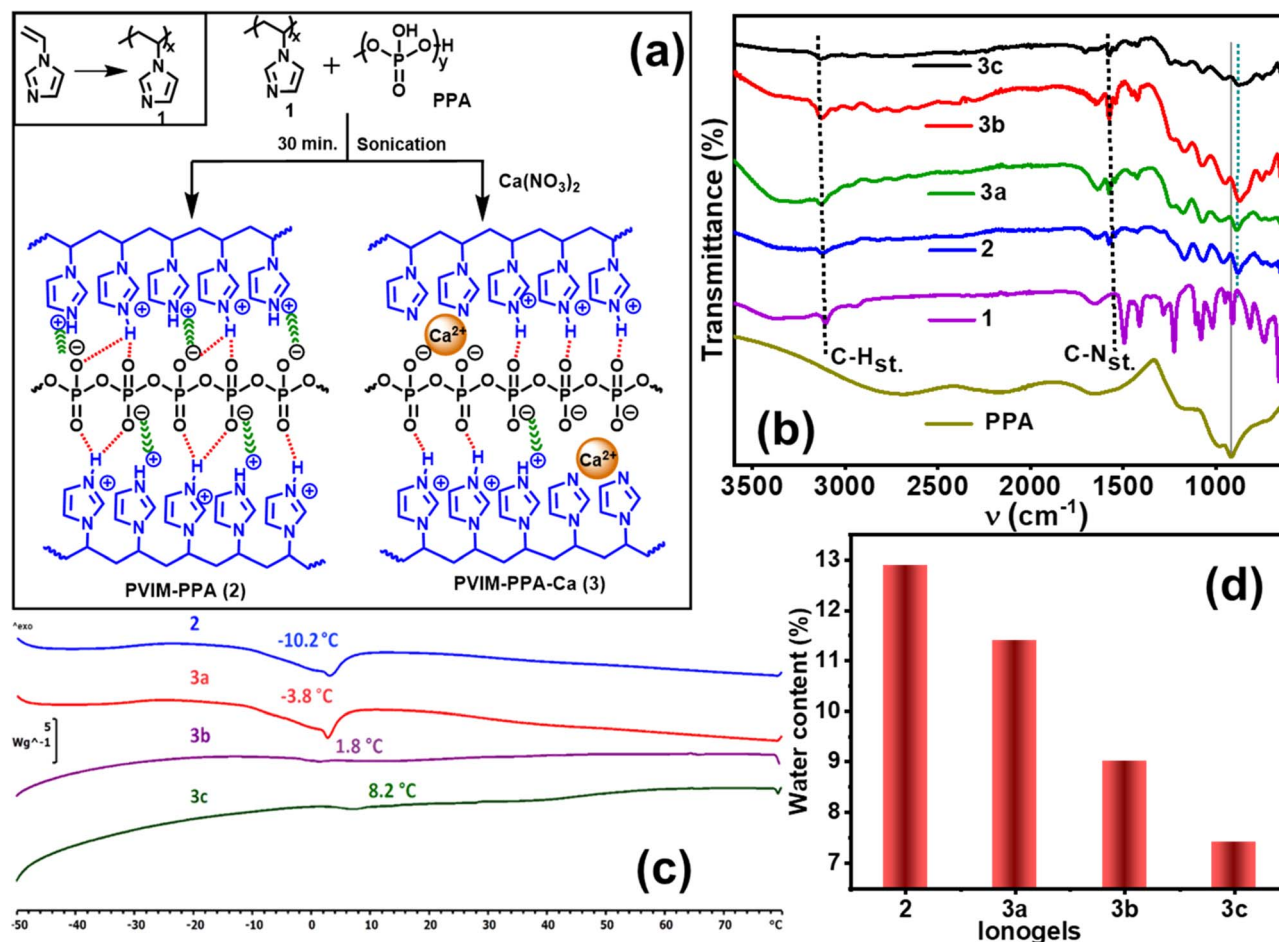 (a)
N
N
1
N
N
1
+
OH
O
P
O
O
H
y
PPA
30 min.
Sonication
Ca(NO3)2
Ca2+
Ca2+
PVIM-PPA (2)
PVIM-PPA-Ca (3)
(b)
Transmittance (%)
3c
3b
3a
2
1
PPA
C-Hst.
C-Nst.
3600 3000 2500 2000 1500 1000
ν (cm-1)
^exo
2
-10.2 °C
3a
-3.8 °C
5
Wg^-1
3b
1.8 °C
3c
8.2 °C
(c)
-50 -40 -30 -20 -10 0 10 20 30 40 50 60 70 °C
(d)
Water content (%)
13
12
11
10
9
8
7
2 3a 3b 3c
Ionogels